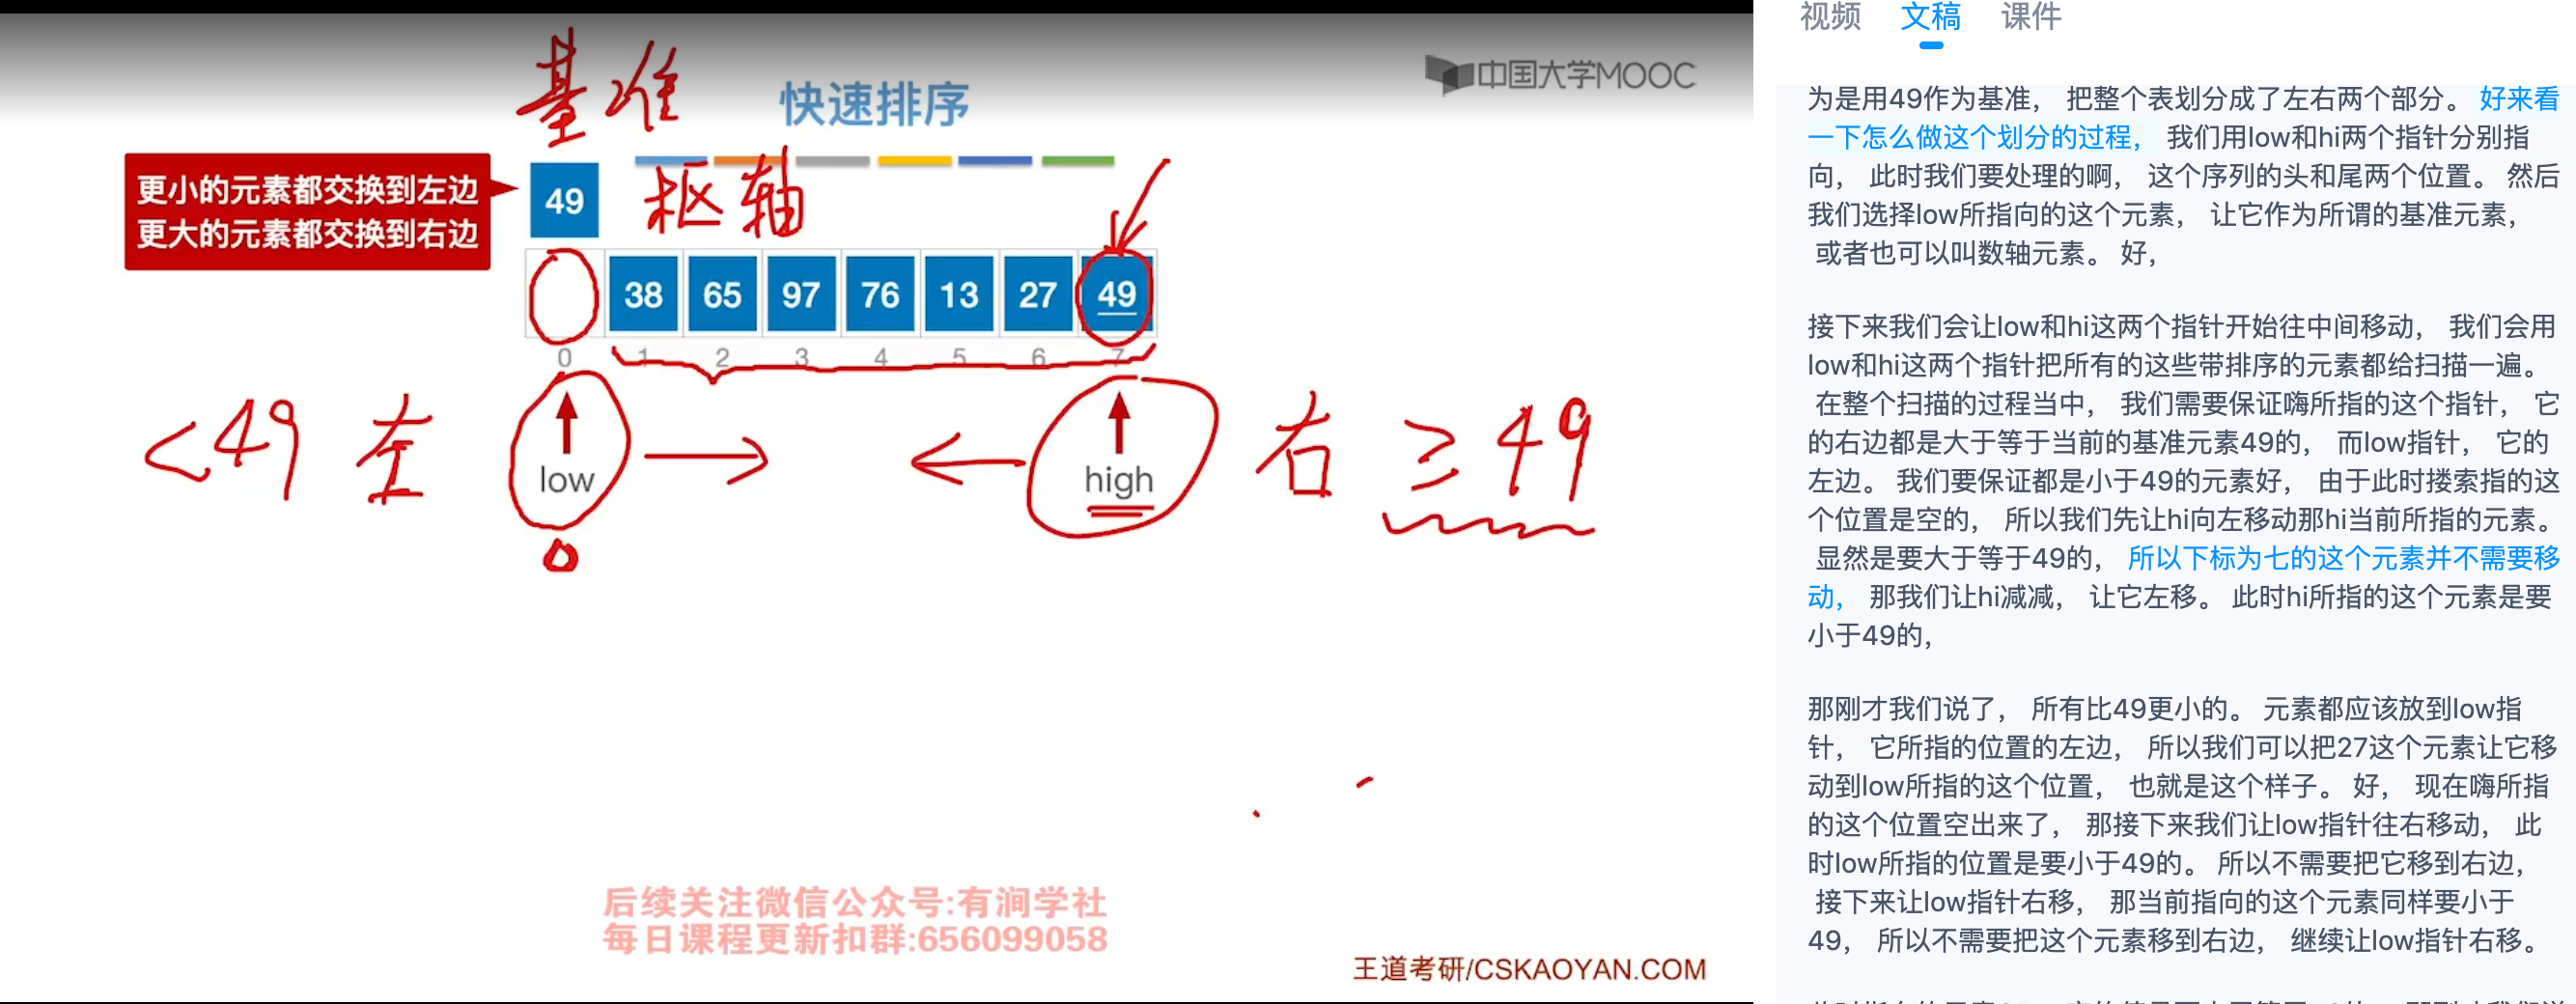 基准
快速排序
中国大学MOOC
更小的元素都交换到左边
更大的元素都交换到右边
49
枢轴
38 65 97 76 13 27 49
0 1 2 3 4 5 6 7
<49 左
low
high
右 ≥49
0
后续关注微信公众号:有涧学社
每日课程更新扣群:656099058
王道考研/CSKAOYAN.COM
视频 文稿 课件
为是用49作为基准， 把整个表划分成了左右两个部分。 好来看
一下怎么做这个划分的过程， 我们用low和hi两个指针分别指
向， 此时我们要处理的啊， 这个序列的头和尾两个位置。 然后
我们选择low所指向的这个元素， 让它作为所谓的基准元素，
或者也可以叫数轴元素。 好，
接下来我们会让low和hi这两个指针开始往中间移动， 我们会用
low和hi这两个指针把所有的这些带排序的元素都给扫描一遍。
在整个扫描的过程当中， 我们需要保证嗨所指的这个指针， 它
的右边都是大于等于当前的基准元素49的， 而low指针， 它的
左边。 我们要保证都是小于49的元素好， 由于此时搂索指的这
个位置是空的， 所以我们先让hi向左移动那hi当前所指的元素。
显然是要大于等于49的， 所以下标为七的这个元素并不需要移
动， 那我们让hi减减， 让它左移。 此时hi所指的这个元素是要
小于49的，
那刚才我们说了， 所有比49更小的。 元素都应该放到low指
针， 它所指的位置的左边， 所以我们可以把27这个元素让它移
动到low所指的这个位置， 也就是这个样子。 好， 现在嗨所指
的这个位置空出来了， 那接下来我们让low指针往右移动， 此
时low所指的位置是要小于49的。 所以不需要把它移到右边，
接下来让low指针右移， 那当前指向的这个元素同样要小于
49， 所以不需要把这个元素移到右边， 继续让low指针右移。